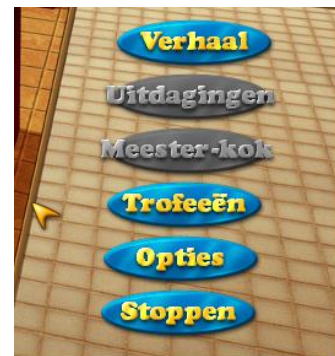 Verhaal
Uitdagingen
Meester-kok
Trofeeën
Opties
Stoppen